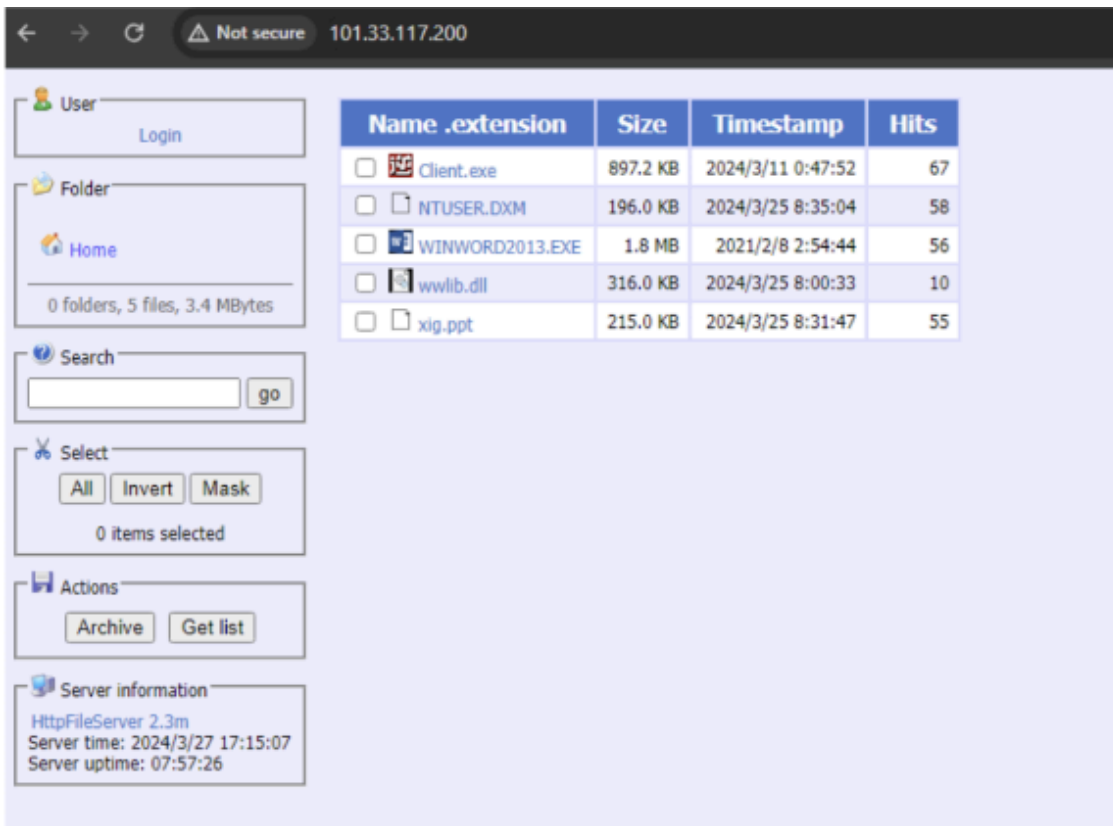 Not secure 101.33.117.200
User
Login
Folder
Home
0 folders, 5 files, 3.4 MBytes
Search
go
Select
All Invert Mask
0 items selected
Actions
Archive Get list
Server information
HttpFileServer 2.3m
Server time: 2024/3/27 17:15:07
Server uptime: 07:57:26
Name .extension Size Timestamp Hits
Client.exe 897.2 KB 2024/3/11 0:47:52 67
NTUSER.DXM 196.0 KB 2024/3/25 8:35:04 58
WINWORD2013.EXE 1.8 MB 2021/2/8 2:54:44 56
wwlib.dll 316.0 KB 2024/3/25 8:00:33 10
xig.ppt 215.0 KB 2024/3/25 8:31:47 55